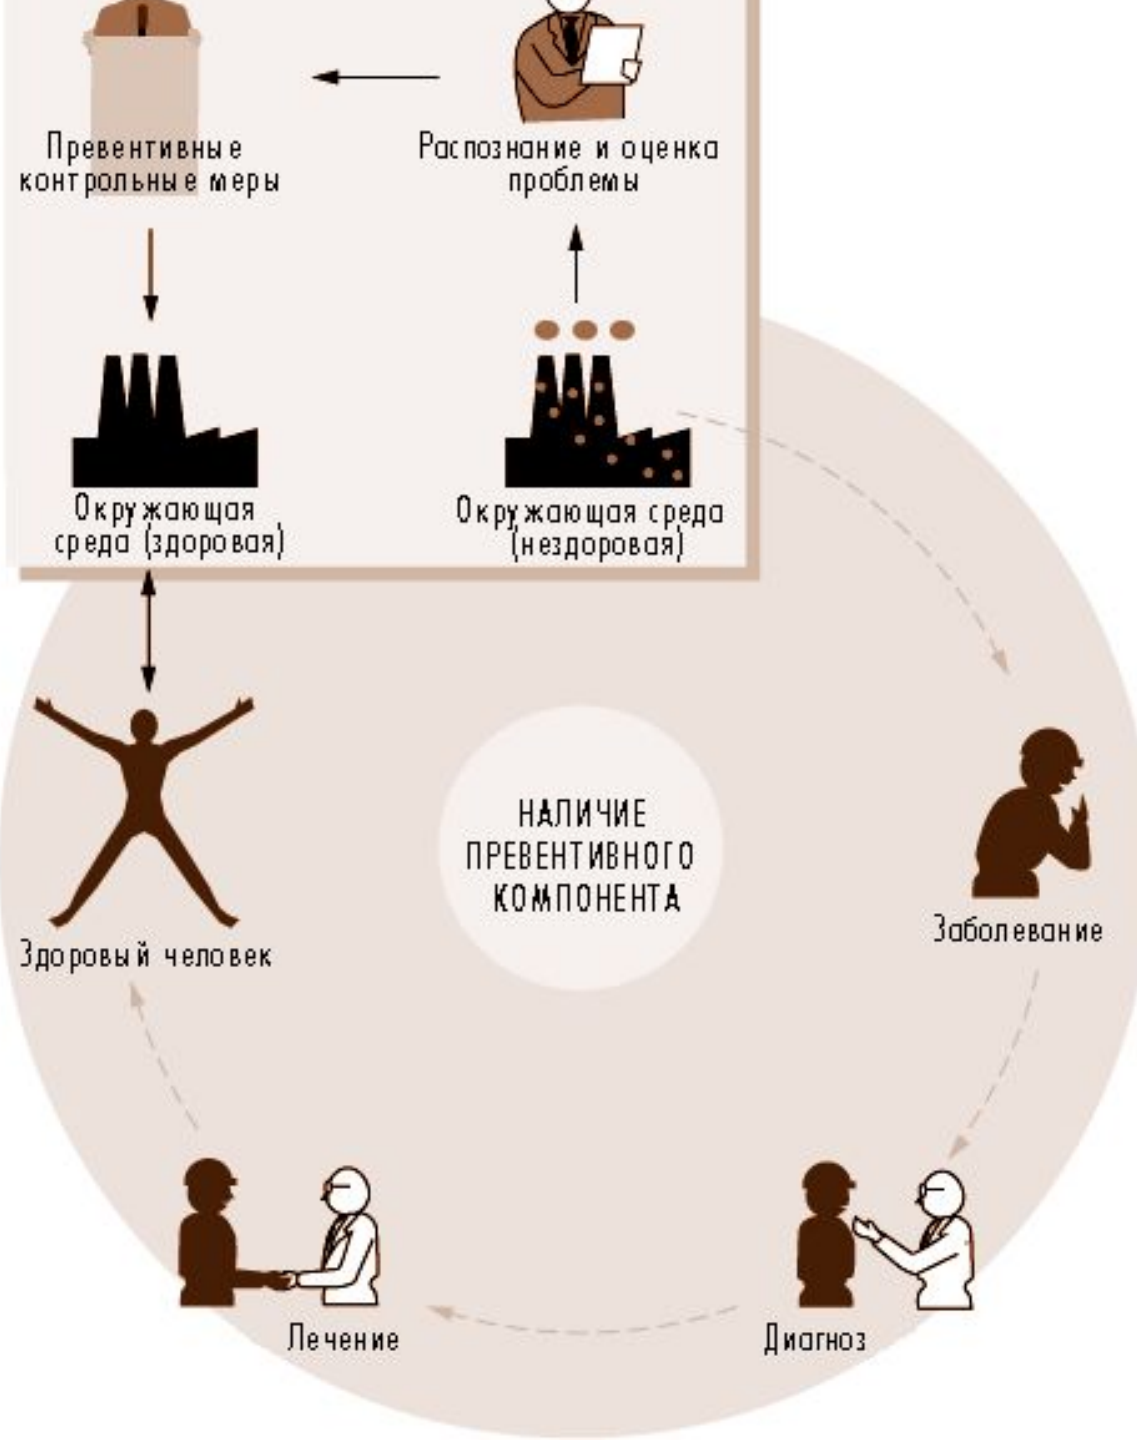 Превентивные
контрольные меры
Распознание и оценка
проблемы
Окружающая
среда (здоровая)
Окружающая среда
(нездоровая)
НАЛИЧИЕ
ПРЕВЕНТИВНОГО
КОМПОНЕНТА
Здоровый человек
Заболевание
Лечение
Диагноз